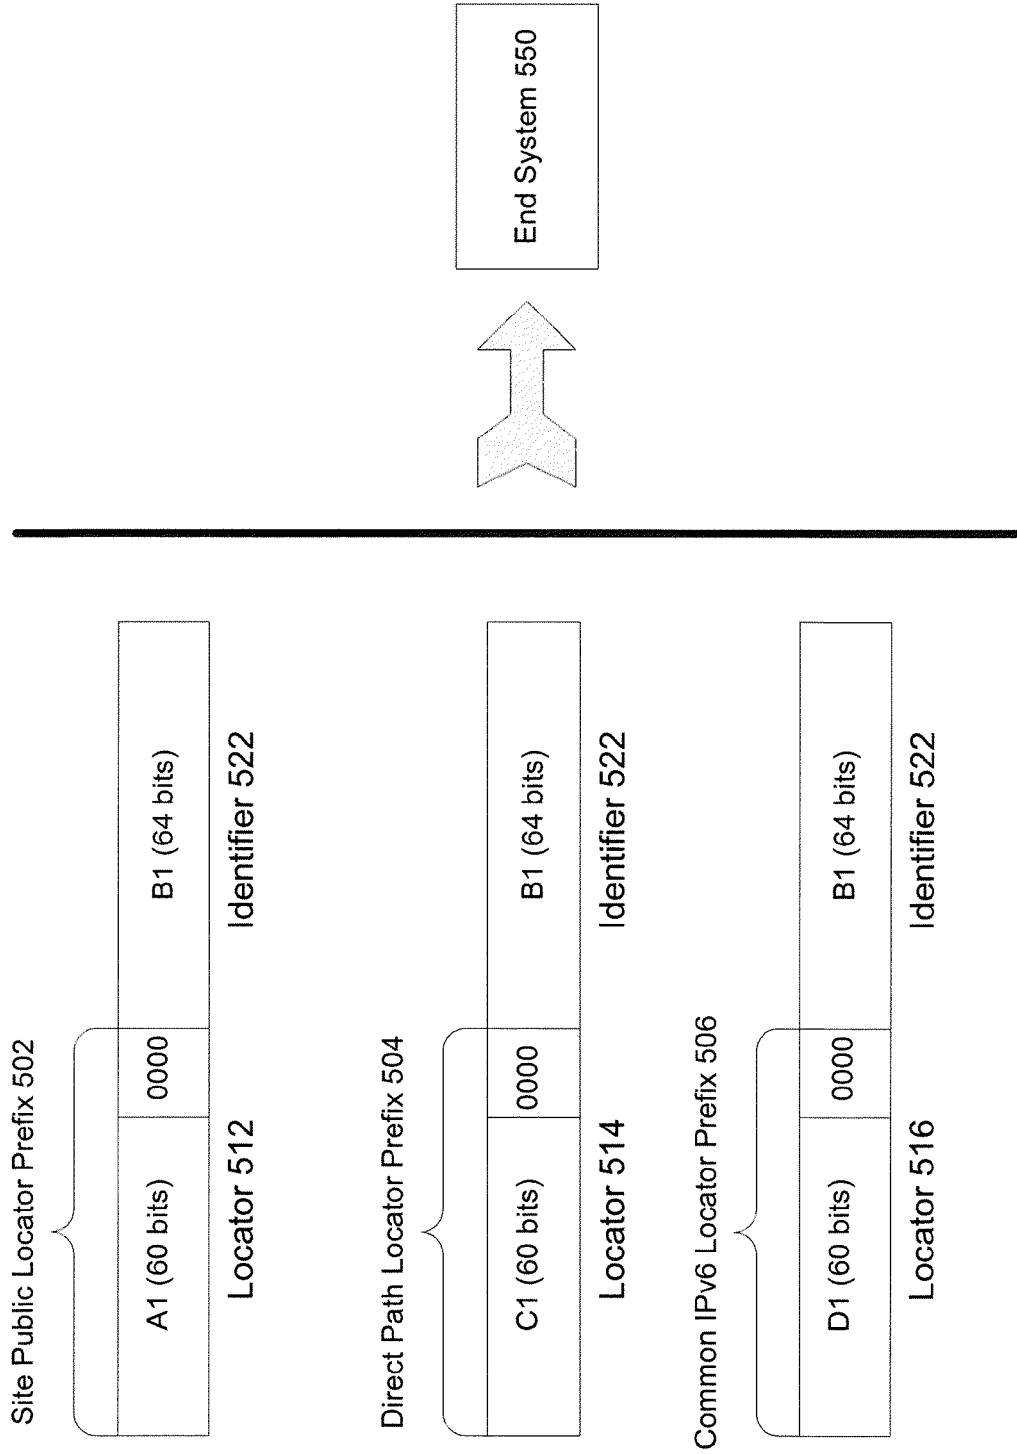 Site Public Locator Prefix 502
A1 (60 bits) 0000 B1 (64 bits)
Locator 512 Identifier 522
Direct Path Locator Prefix 504
C1 (60 bits) 0000 B1 (64 bits)
Locator 514 Identifier 522
Common IPv6 Locator Prefix 506
D1 (60 bits) 0000 B1 (64 bits)
Locator 516 Identifier 522
End System 550